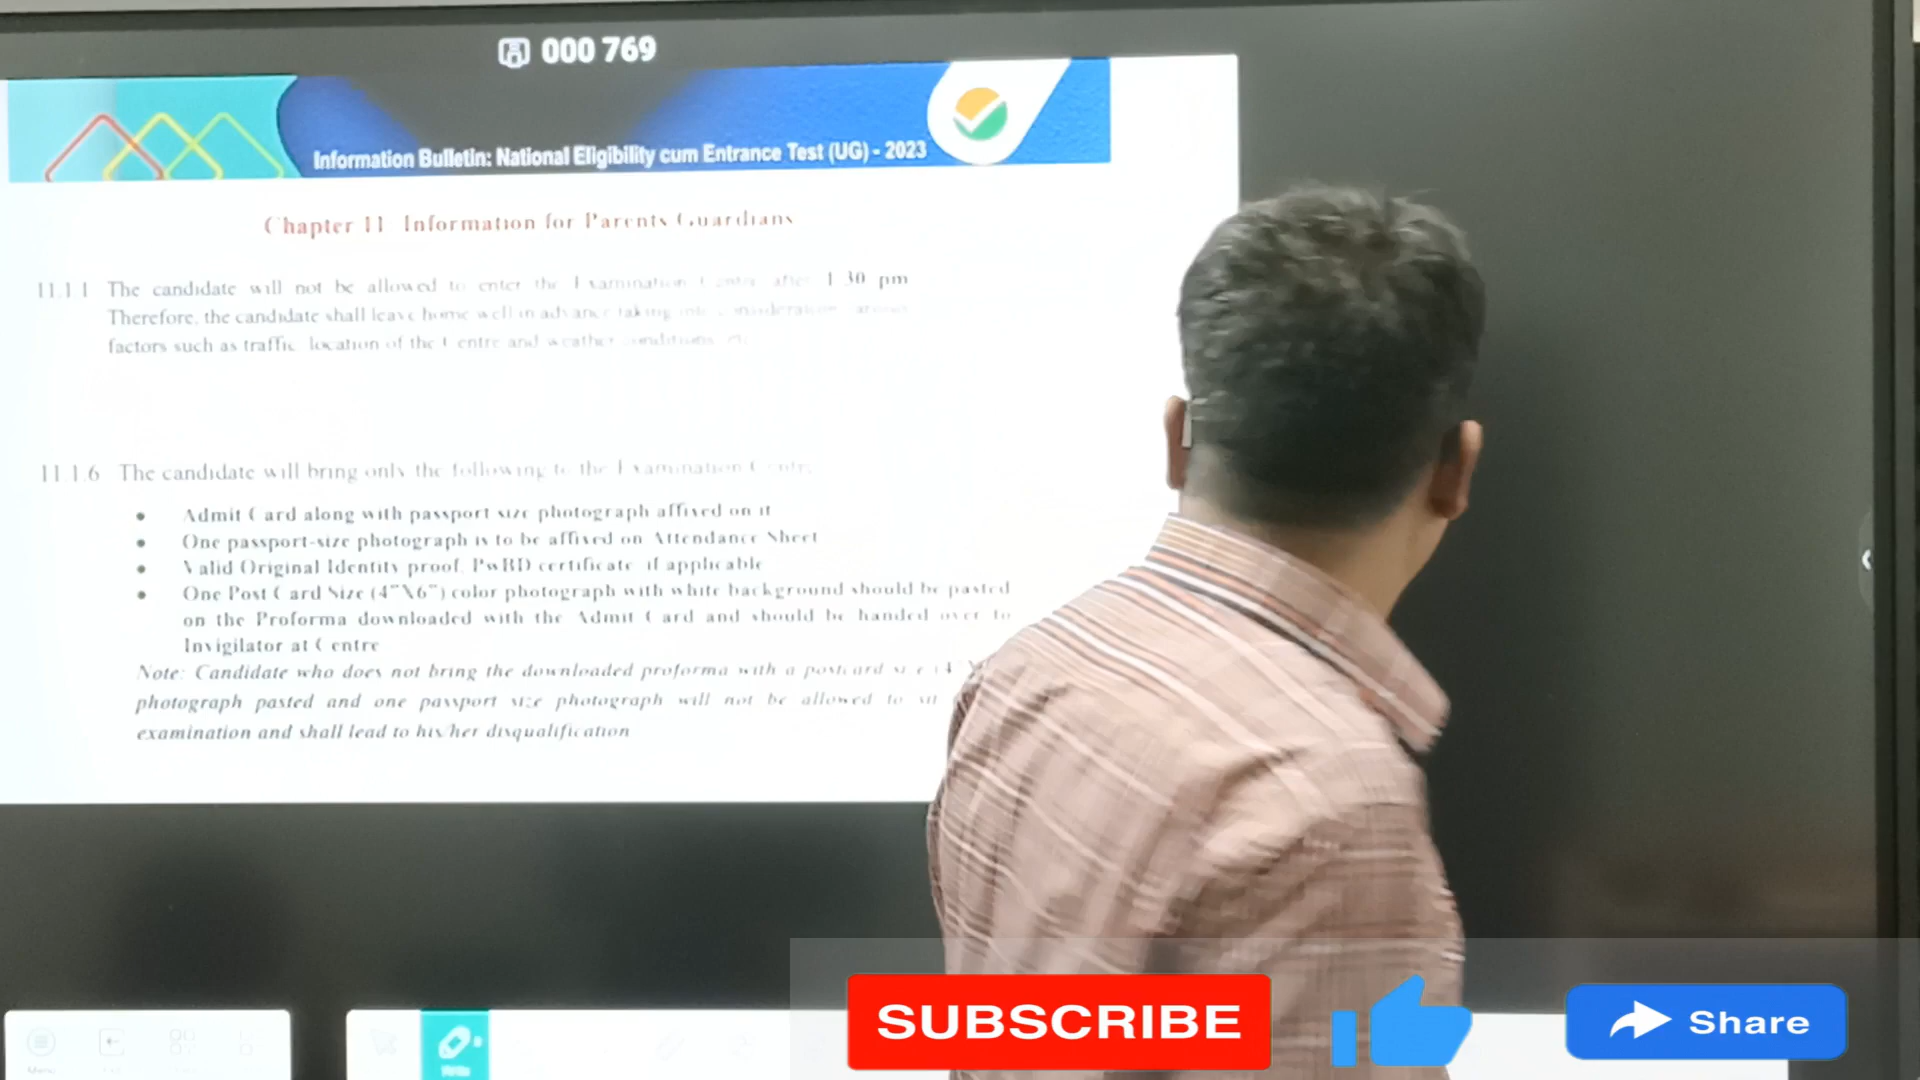 000 769
Information Bulletin: National Eligibility cum Entrance Test (UG) - 2023
Chapter 11 Information for Parents Guardians
11.1.1 The candidate will not be allowed to enter the Examination Centre after 1 30 pm
Therefore, the candidate shall leave home well in advance taking into consideration various
factors such as traffic location of the Centre and weather conditions etc
11.1.6 The candidate will bring only the following to the Examination Centre
• Admit Card along with passport size photograph affixed on it
• One passport-size photograph is to be affixed on Attendance Sheet
• Valid Original Identity proof, PwBD certificate if applicable
• One Post Card Size (4"X6") color photograph with white background should be pasted
on the Proforma downloaded with the Admit Card and should be handed over to
Invigilator at Centre
Note: Candidate who does not bring the downloaded proforma with a postcard size (4"X
photograph pasted and one passport size photograph will not be allowed to sit
examination and shall lead to his/her disqualification
Menu
Write
SUBSCRIBE
Share